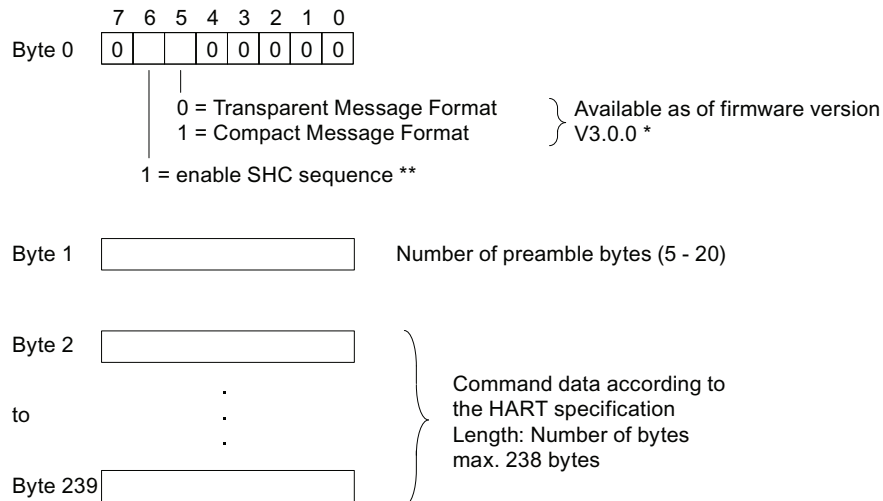 7 6 5 4 3 2 1 0
Byte 0 0 0 0 0 0 0
0 = Transparent Message Format
1 = Compact Message Format
Available as of firmware version
V3.0.0 *
1 = enable SHC sequence **
Byte 1 Number of preamble bytes (5 - 20)
Byte 2
to
Byte 239
Command data according to
the HART specification
Length: Number of bytes
max. 238 bytes